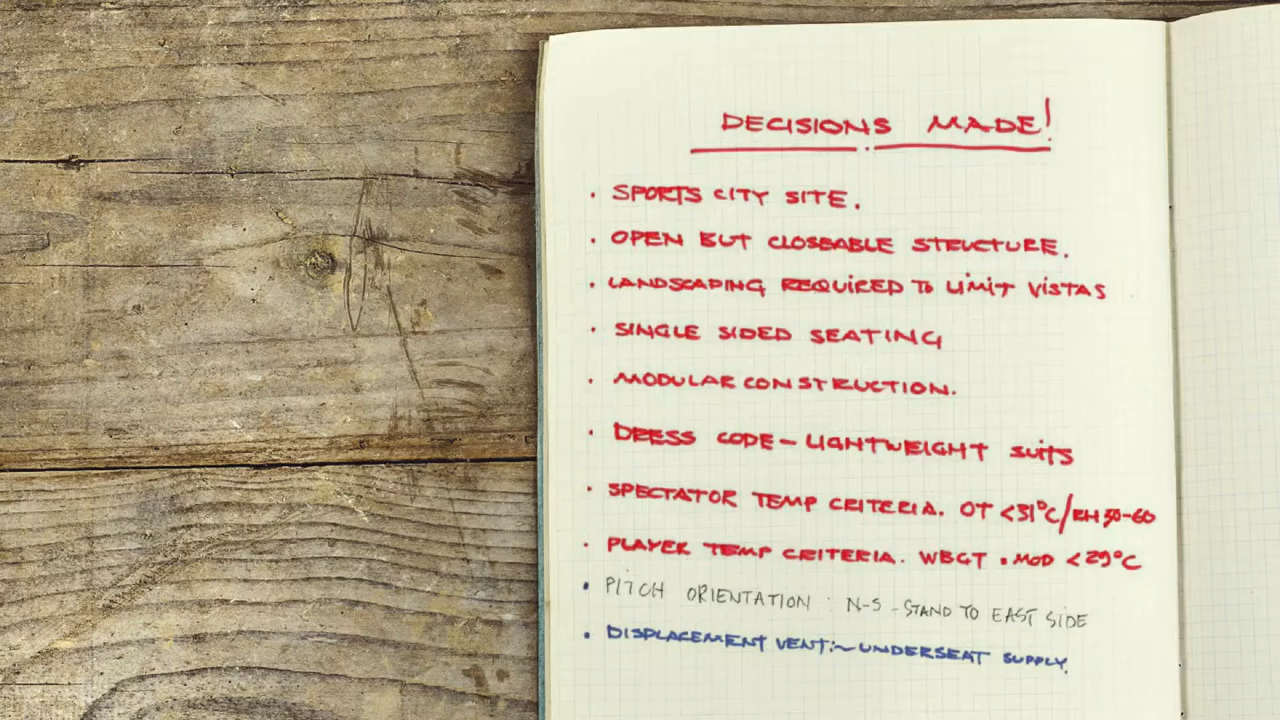 DECISIONS MADE!
· SPORTS CITY SITE.
· OPEN BUT CLOSEABLE STRUCTURE.
· LANDSCAPING REQUIRED TO LIMIT VISTAS
· SINGLE SIDED SEATING
· MODULAR CONSTRUCTION.
· DRESS CODE - LIGHTWEIGHT SUITS
· SPECTATOR TEMP CRITERIA. OT <31°C/RH 50-60
· PLAYER TEMP CRITERIA. WBGT · MOD <29°C
· PITCH ORIENTATION : N-S - STAND TO EAST SIDE
· DISPLACEMENT VENT:~ UNDERSEAT SUPPLY.